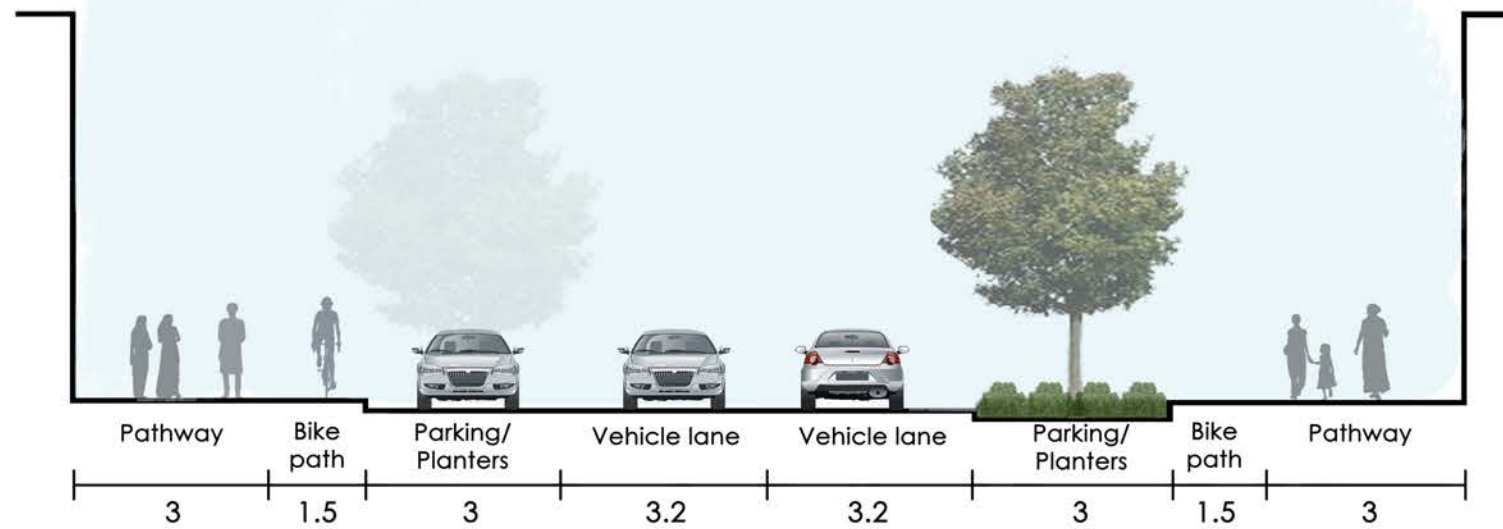 Pathway
Bike
path
Parking/
Planters
Vehicle lane
Vehicle lane
Parking/
Planters
Bike
path
Pathway
3
1.5
3
3.2
3.2
3
1.5
3